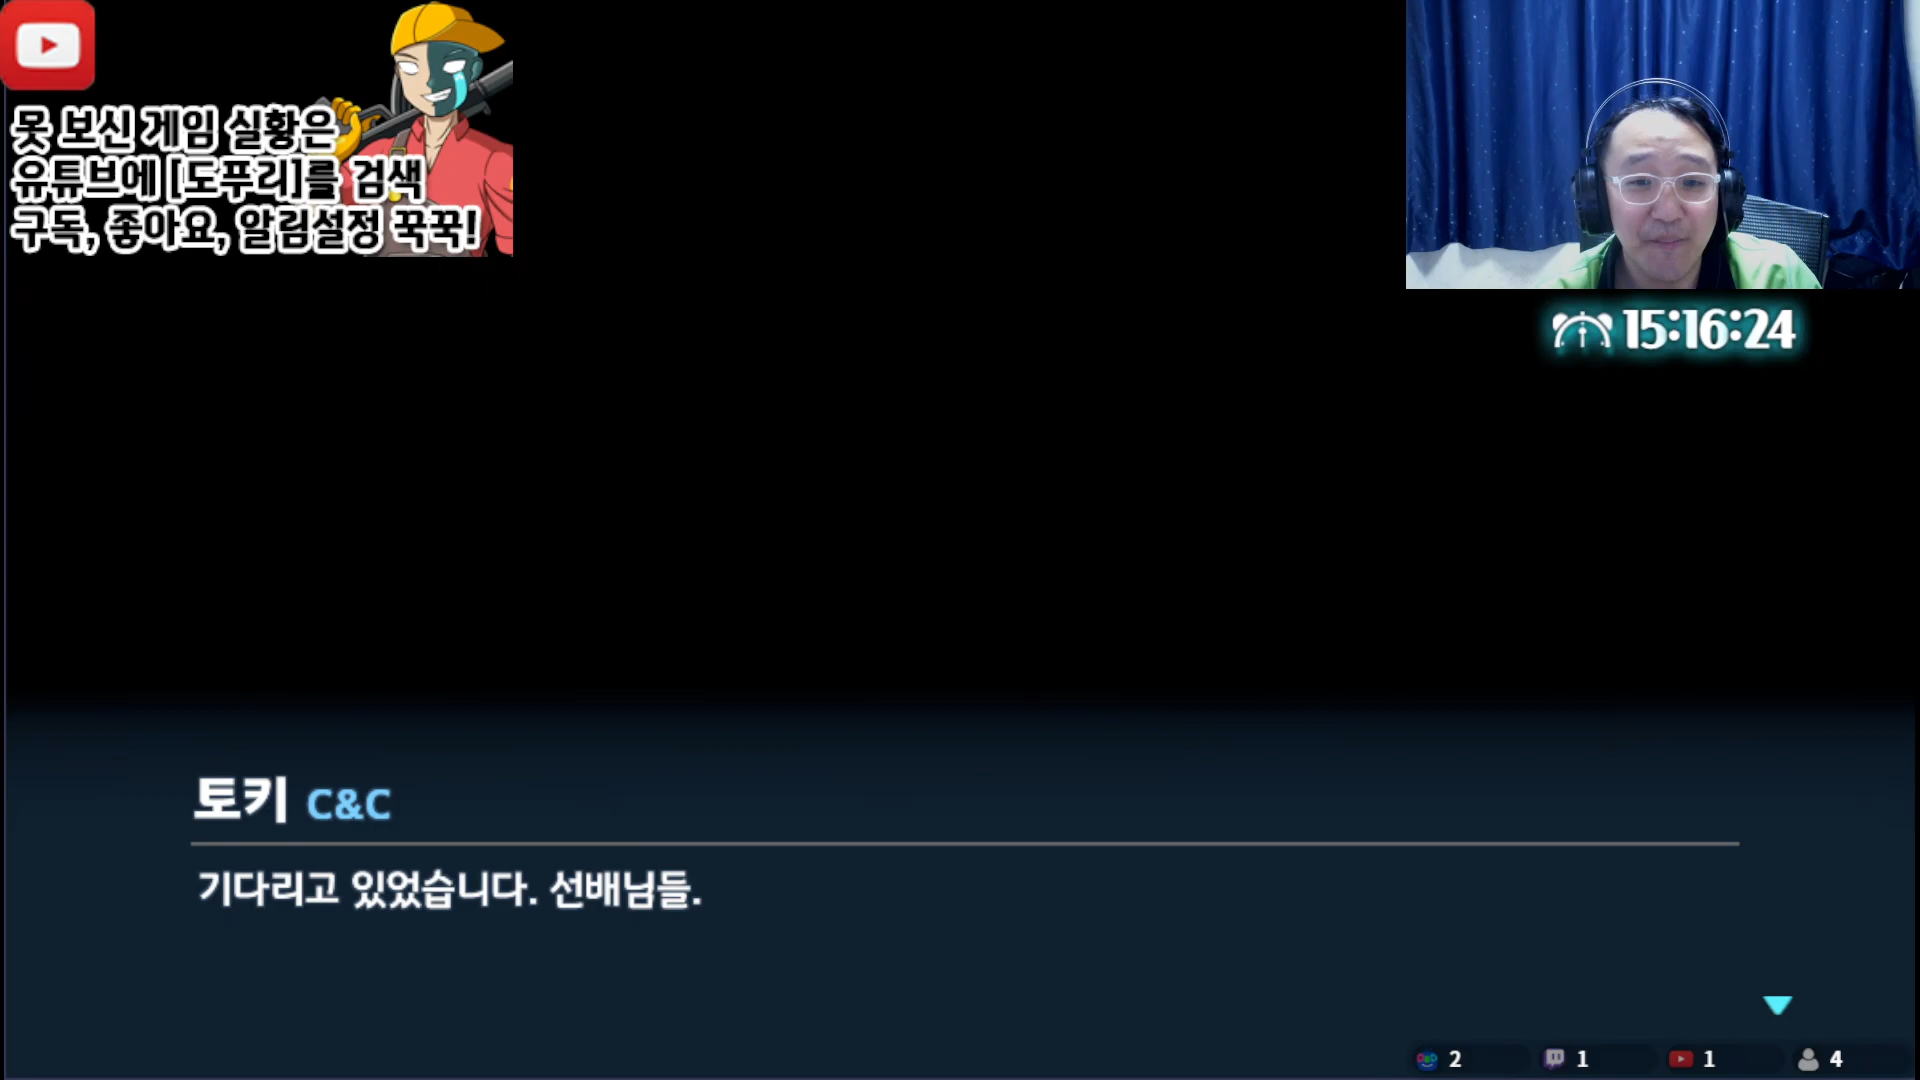 못 보신 게임 실황은
유튜브에 [도푸리]를 검색
구독, 좋아요, 알림설정 꾹꾹!
15:16:24
토키 C&C
기다리고 있었습니다. 선배님들.
2 1 1 4